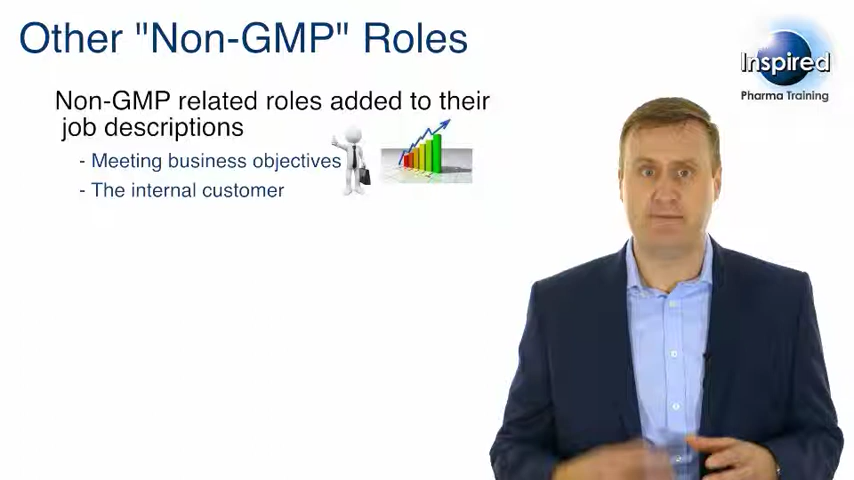 Other "Non-GMP" Roles
Inspired
Pharma Training
Non-GMP related roles added to their
job descriptions
- Meeting business objectives
- The internal customer